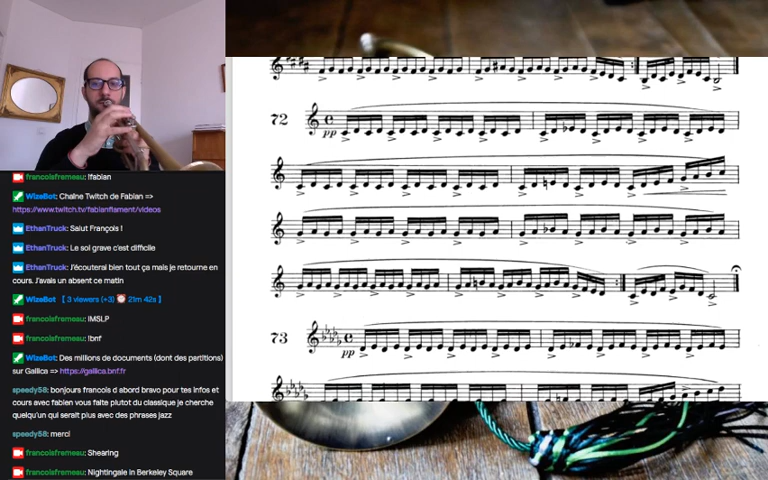 francoisfremeau: !fabian
WizeBot: Chaîne Twitch de Fabian =>
https://www.twitch.tv/fabianflament/videos
EthanTruck: Salut François !
EthanTruck: Le sol grave c'est difficile
EthanTruck: J'écouterai bien tout ça mais je retourne en
cours. J'avais un absent ce matin
WizeBot 【 3 viewers (+3) ⏰ 21m 42s 】
francoisfremeau: !IMSLP
francoisfremeau: !bnf
WizeBot: Des millions de documents (dont des partitions)
sur Gallica => https://gallica.bnf.fr
speedy58: bonjours francois d abord bravo pour tes infos et
cours avec fabien vous faite plutot du classique je cherche
quelqu'un qui serait plus avec des phrases jazz
speedy58: merci
francoisfremeau: Shearing
francoisfremeau: Nightingale in Berkeley Square
72
pp
73
pp